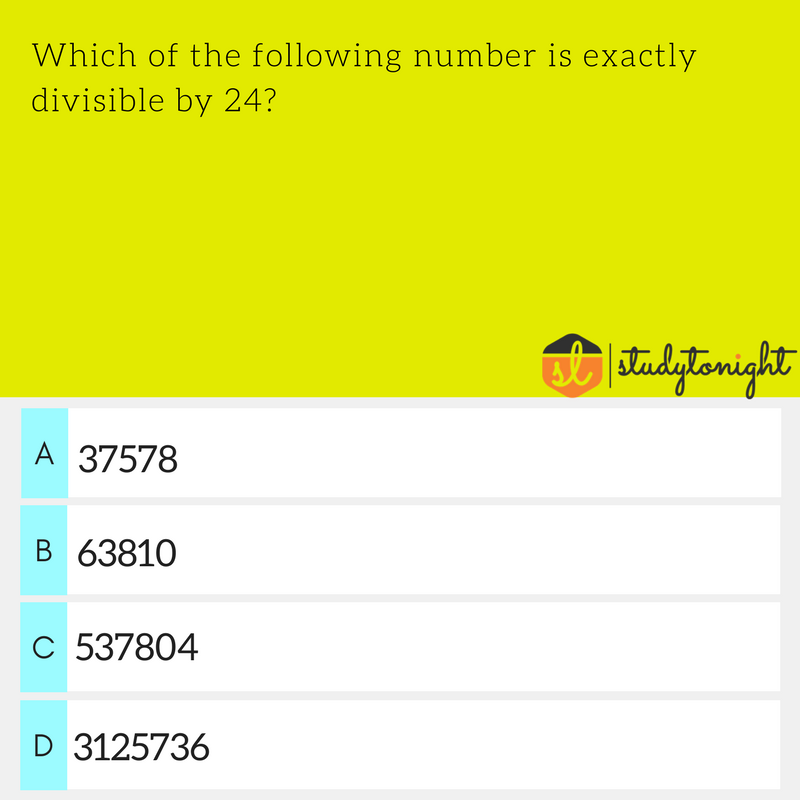 Which of the following number is exactly
divisible by 24?
sl studytonight
A 37578
B 63810
C 537804
D 3125736